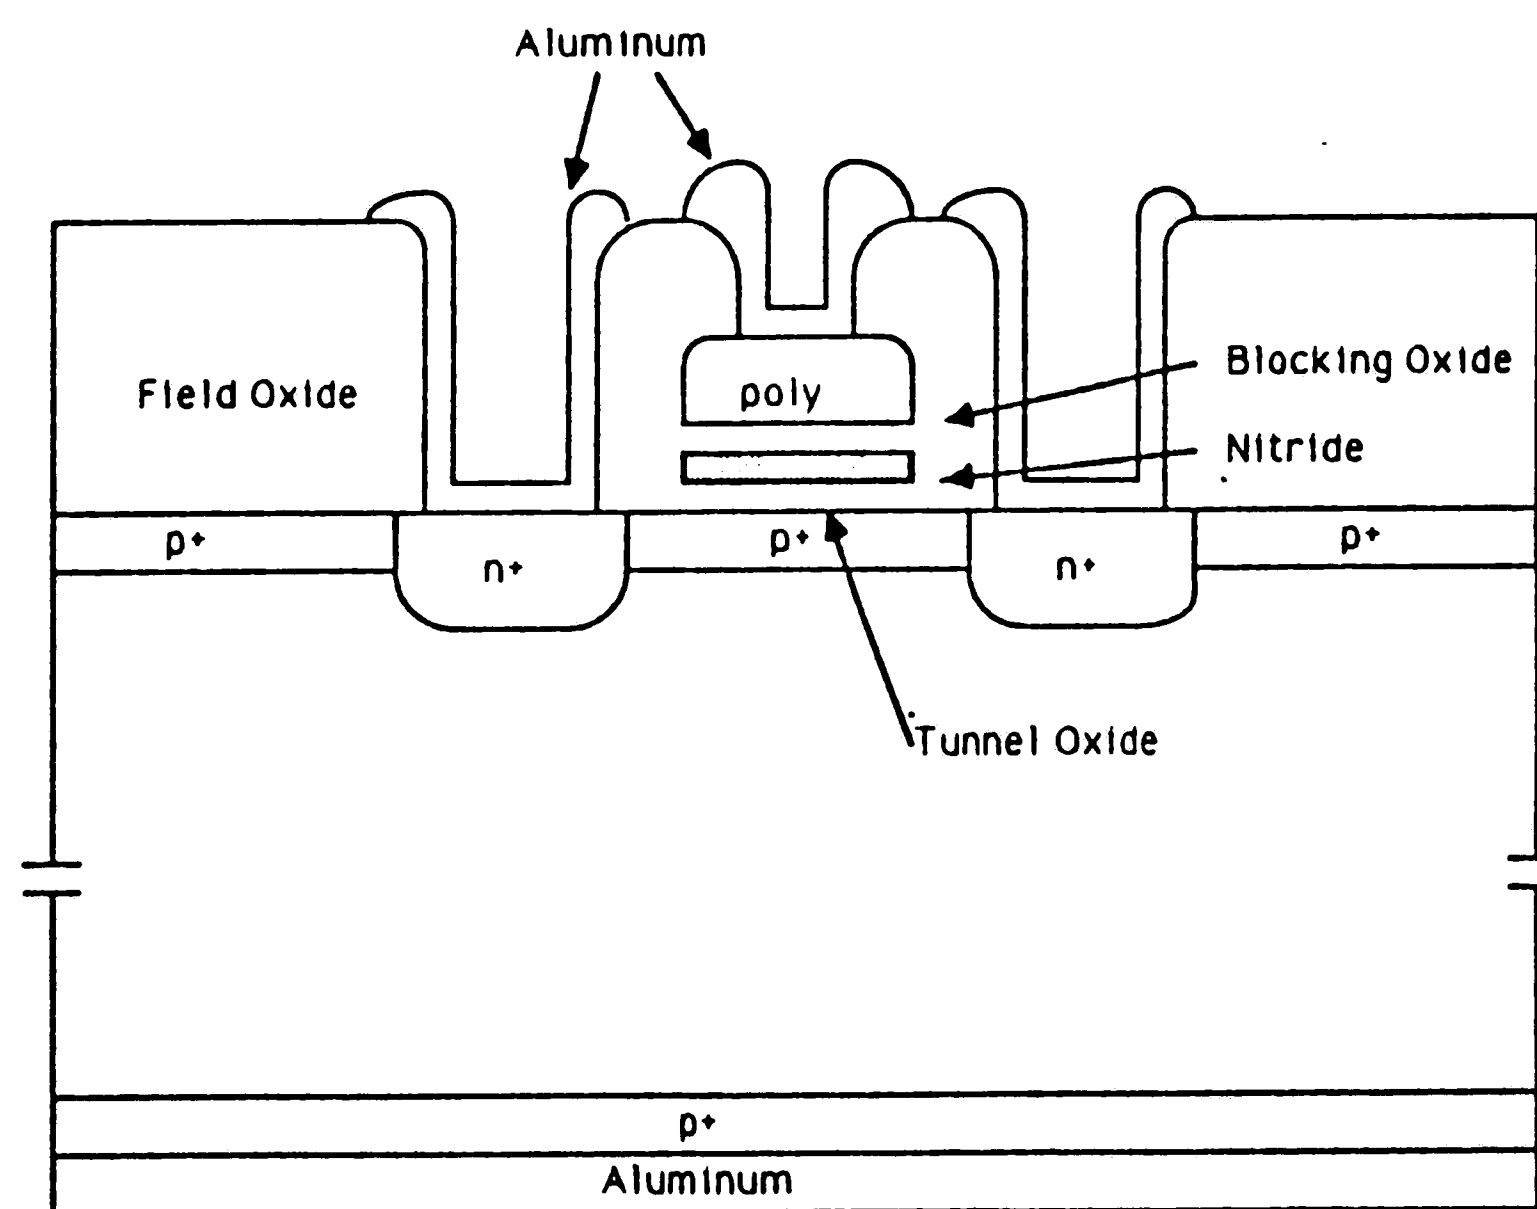 Aluminum
Field Oxide
poly
Blocking Oxide
Nitride
p+
n+
p+
n+
p+
Tunnel Oxide
p+
Aluminum